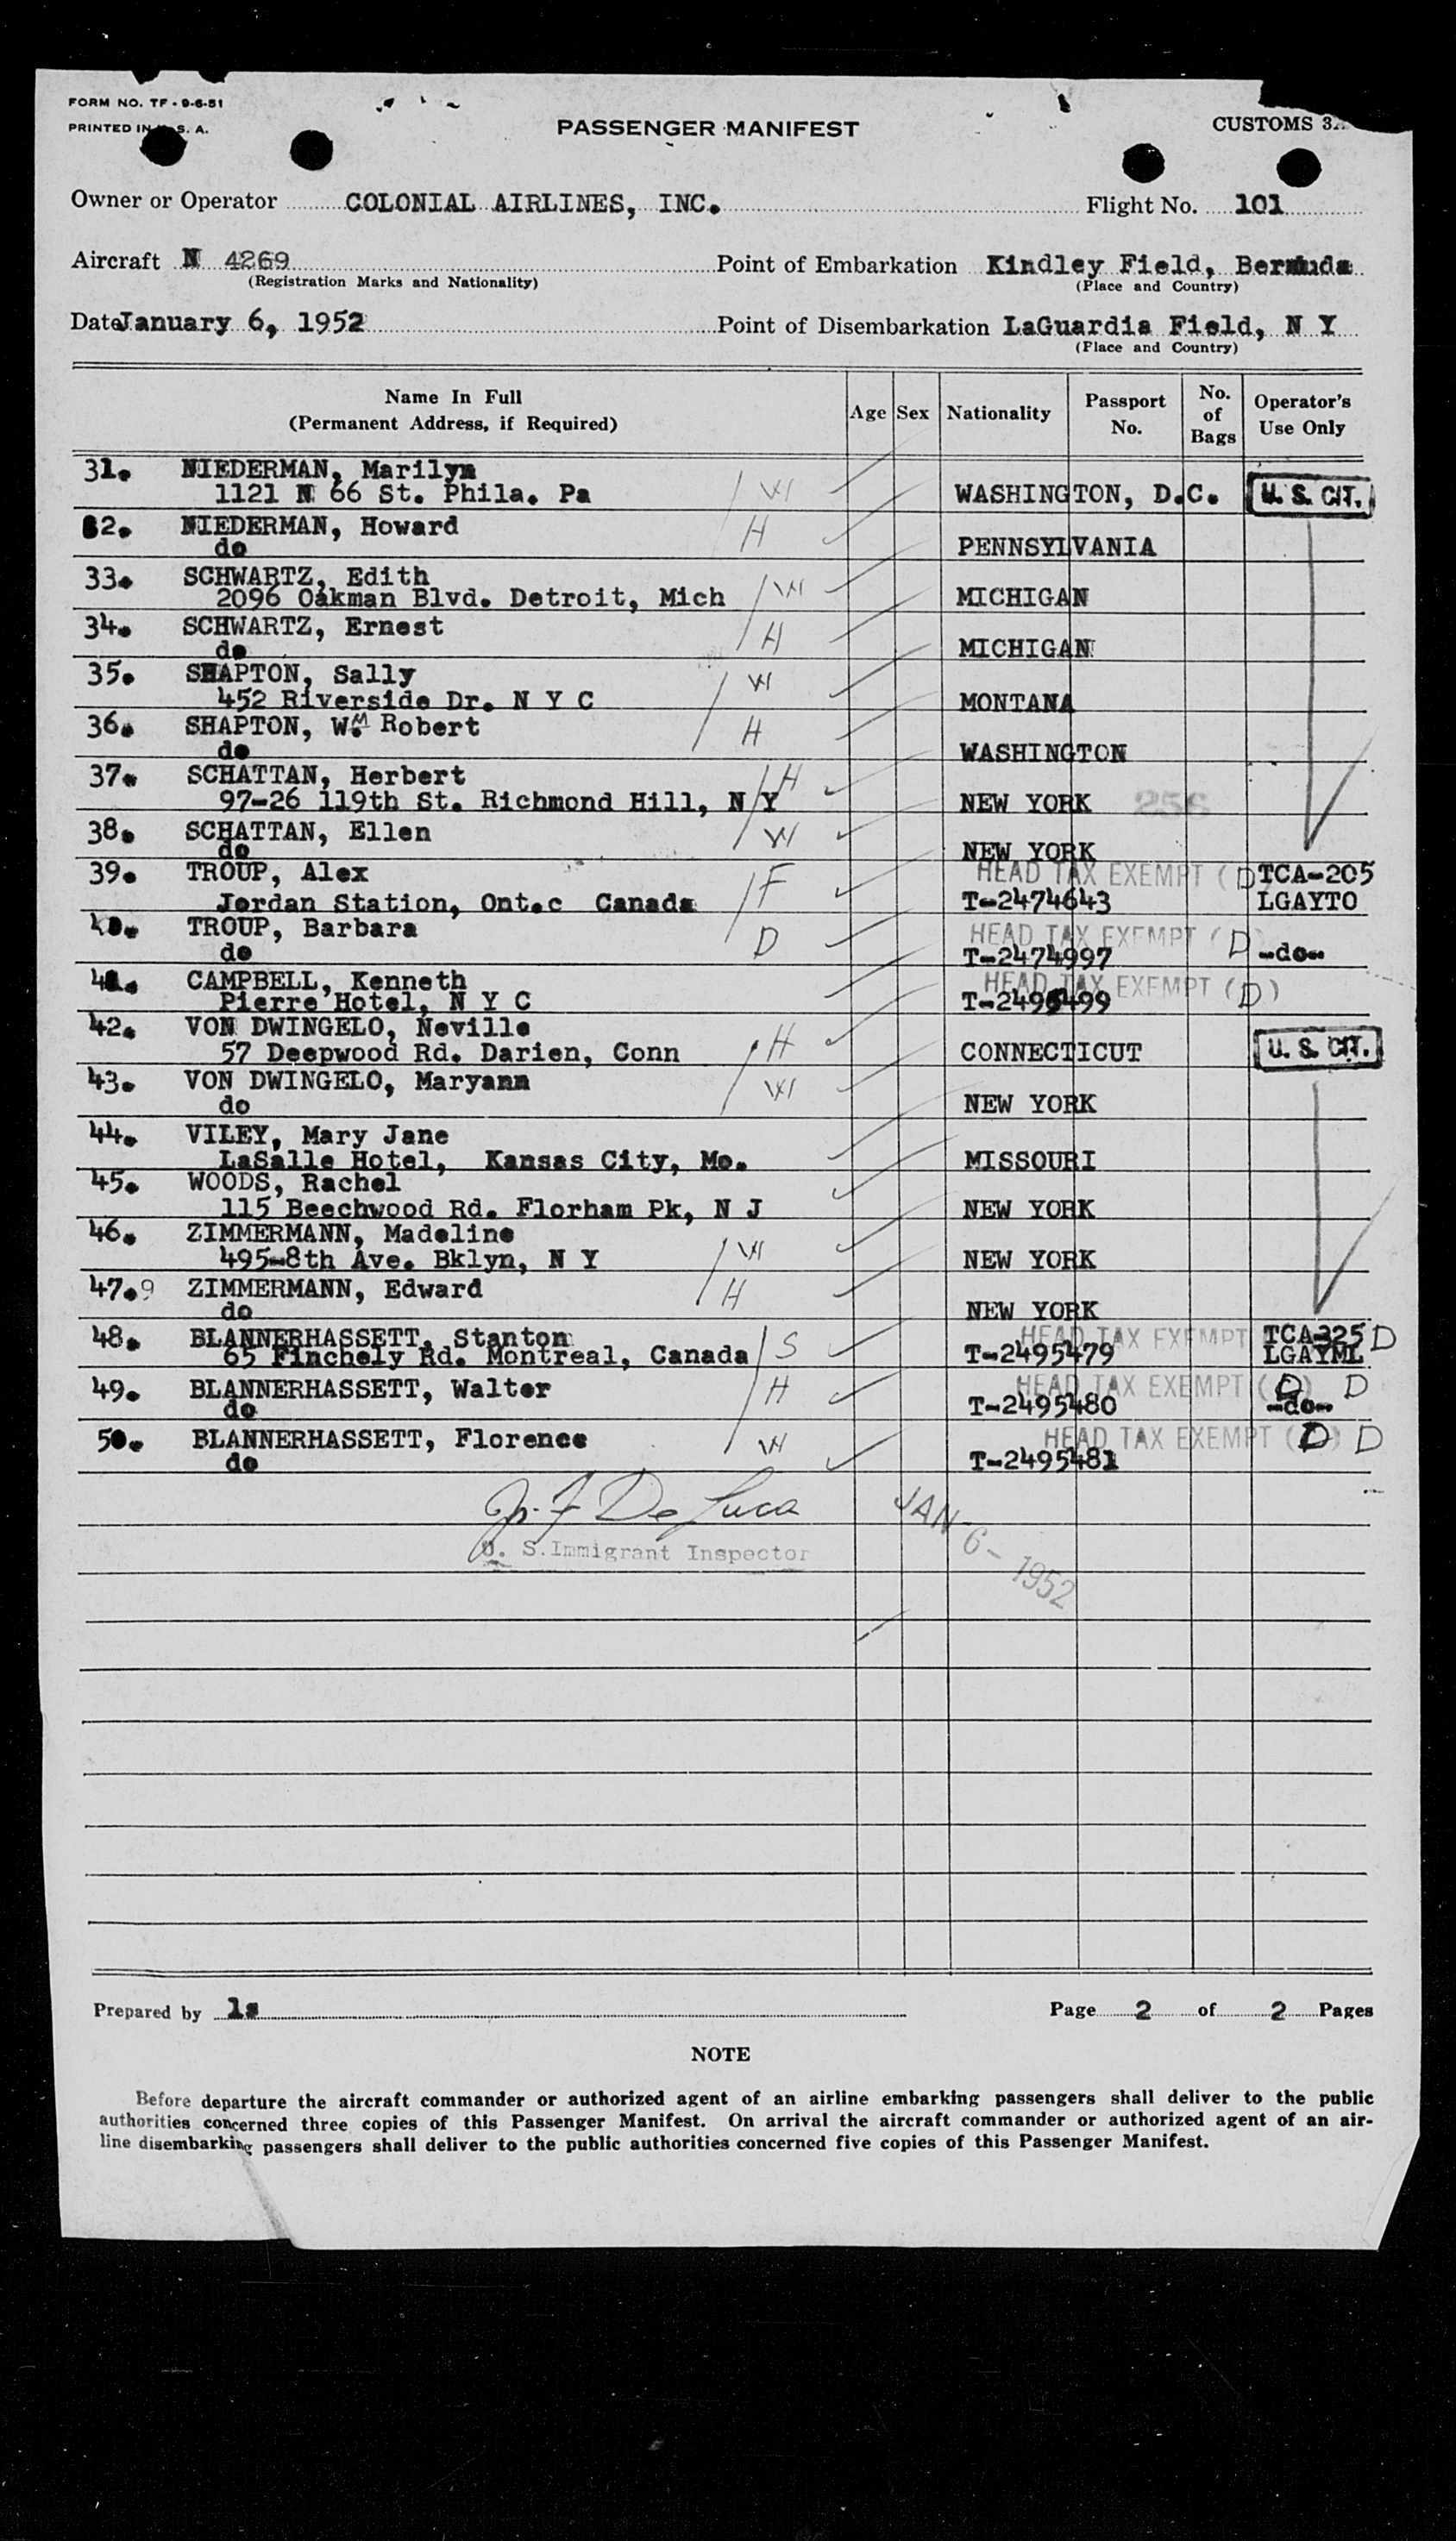 FORM NO. TF - 9-6-51
PRINTED IN U. S. A.
PASSENGER MANIFEST
CUSTOMS
Owner or Operator COLONIAL AIRLINES, INC. Flight No. 101
Aircraft N 4269 Point of Embarkation Kindley Field, Bermuda
(Registration Marks and Nationality) (Place and Country)
Date January 6, 1952 Point of Disembarkation LaGuardia Field, N Y
(Place and Country)
Name In Full
(Permanent Address, if Required)
Age Sex Nationality
Passport
No.
No.
of
Bags
Operator's
Use Only
31. NIEDERMAN, Marilyn
1121 N 66 St. Phila. Pa W WASHINGTON, D.C. U. S. CIT.
32. NIEDERMAN, Howard H
do PENNSYLVANIA
33. SCHWARTZ, Edith W
2096 Oakman Blvd. Detroit, Mich MICHIGAN
34. SCHWARTZ, Ernest H
do MICHIGAN
35. SHAPTON, Sally W
452 Riverside Dr. N Y C MONTANA
36. SHAPTON, Wm. Robert H
do WASHINGTON
37. SCHATTAN, Herbert H
97-26 119th St. Richmond Hill, N Y NEW YORK 256
38. SCHATTAN, Ellen W
do NEW YORK
39. TROUP, Alex F HEAD TAX EXEMPT (D) TCA-205
Jordan Station, Ont.c Canada T-2474643 LGAYTO
40. TROUP, Barbara D HEAD TAX EXEMPT (D
do T-2474997 -do-
41. CAMPBELL, Kenneth HEAD TAX EXEMPT (D)
Pierre Hotel, N Y C T-2495499
42. VON DWINGELO, Neville H
57 Deepwood Rd. Darien, Conn CONNECTICUT U. S. CIT.
43. VON DWINGELO, Maryann W
do NEW YORK
44. VILEY, Mary Jane
LaSalle Hotel, Kansas City, Mo. MISSOURI
45. WOODS, Rachel
115 Beechwood Rd. Florham Pk, N J NEW YORK
46. ZIMMERMANN, Madeline W
495-8th Ave. Bklyn, N Y NEW YORK
47.9 ZIMMERMANN, Edward H
do NEW YORK
48. BLANNERHASSETT, Stanton S HEAD TAX EXEMPT TCA-325 D
65 Finchely Rd. Montreal, Canada T-2495479 LGAYML
49. BLANNERHASSETT, Walter H HEAD TAX EXEMPT (D) D
do T-2495480 -do-
50. BLANNERHASSETT, Florence W HEAD TAX EXEMPT (D) D
do T-2495481
De Luca
U. S. Immigrant Inspector
JAN 6 - 1952
Prepared by ls Page 2 of 2 Pages
NOTE
Before departure the aircraft commander or authorized agent of an airline embarking passengers shall deliver to the public
authorities concerned three copies of this Passenger Manifest. On arrival the aircraft commander or authorized agent of an air-
line disembarking passengers shall deliver to the public authorities concerned five copies of this Passenger Manifest.